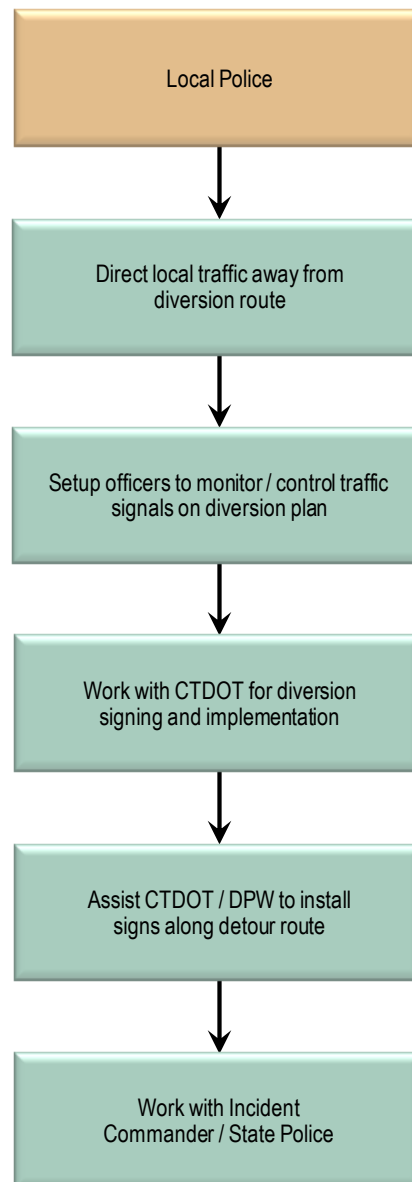 Local Police
Direct local traffic away from
diversion route
Setup officers to monitor / control traffic
signals on diversion plan
Work with CTDOT for diversion
signing and implementation
Assist CTDOT / DPW to install
signs along detour route
Work with Incident
Commander / State Police